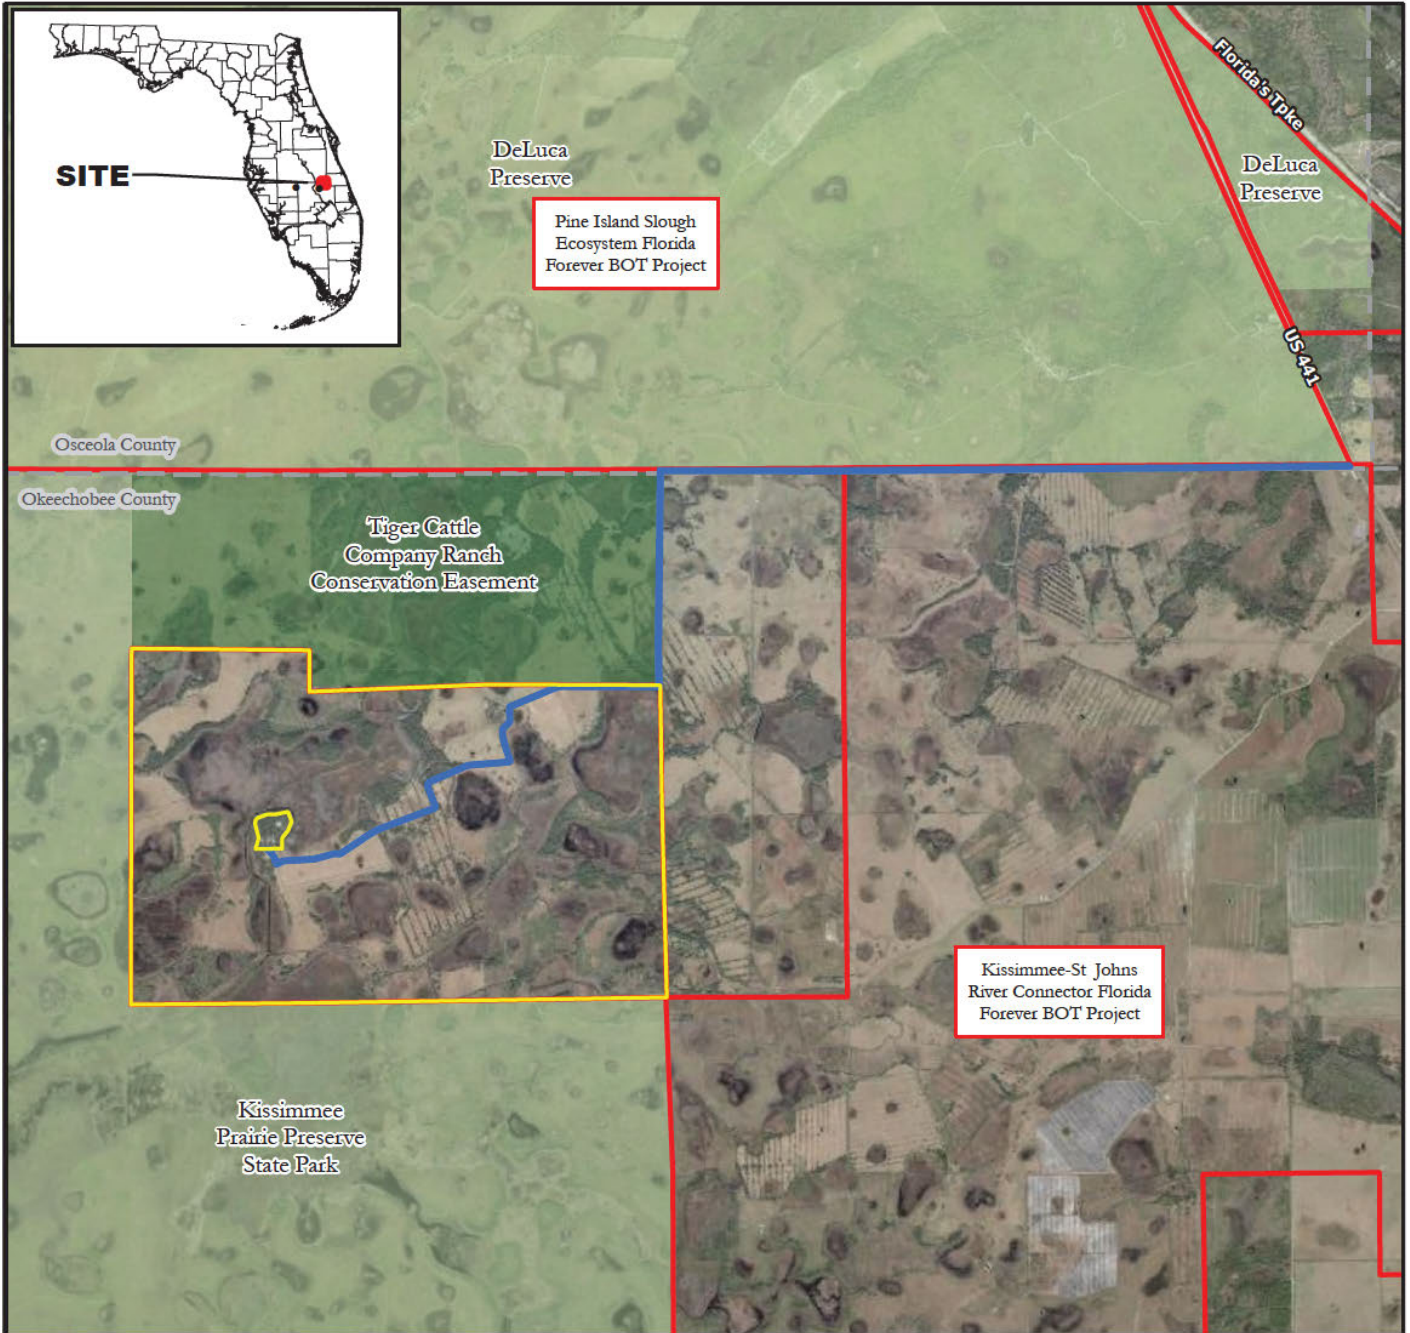 SITE
DeLuca
Preserve
Pine Island Slough
Ecosystem Florida
Forever BOT Project
Florida's Tpke
DeLuca
Preserve
US 441
Osceola County
Okeechobee County
Tiger Cattle
Company Ranch
Conservation Easement
Kissimmee-St Johns
River Connector Florida
Forever BOT Project
Kissimmee
Prairie Preserve
State Park